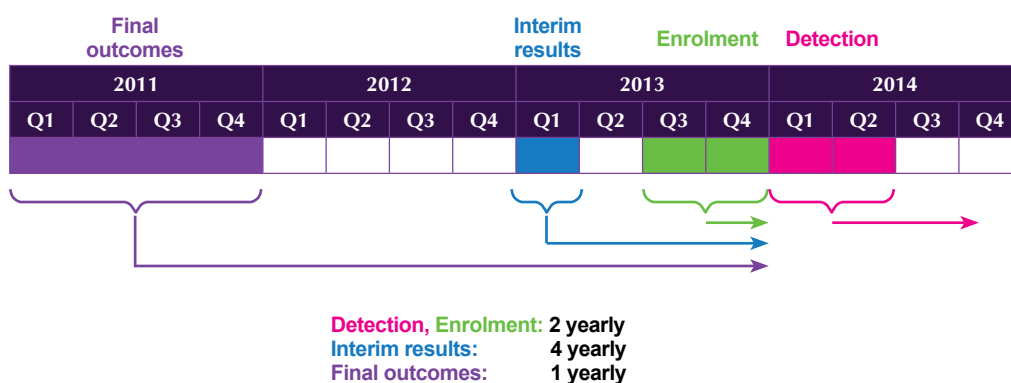 Final
outcomes
Interim
results
Enrolment
Detection
2011 2012 2013 2014
Q1 Q2 Q3 Q4 Q1 Q2 Q3 Q4 Q1 Q2 Q3 Q4 Q1 Q2 Q3 Q4
Detection, Enrolment: 2 yearly
Interim results: 4 yearly
Final outcomes: 1 yearly